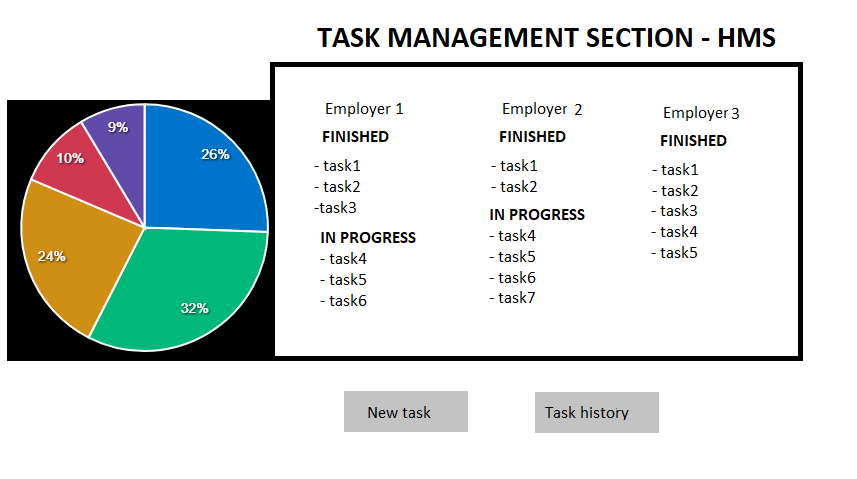 TASK MANAGEMENT SECTION - HMS
9%
26%
10%
24%
32%
Employer 1
FINISHED
- task1
- task2
-task3
IN PROGRESS
- task4
- task5
- task6
Employer 2
FINISHED
- task1
- task2
IN PROGRESS
- task4
- task5
- task6
- task7
Employer 3
FINISHED
- task1
- task2
- task3
- task4
- task5
New task
Task history